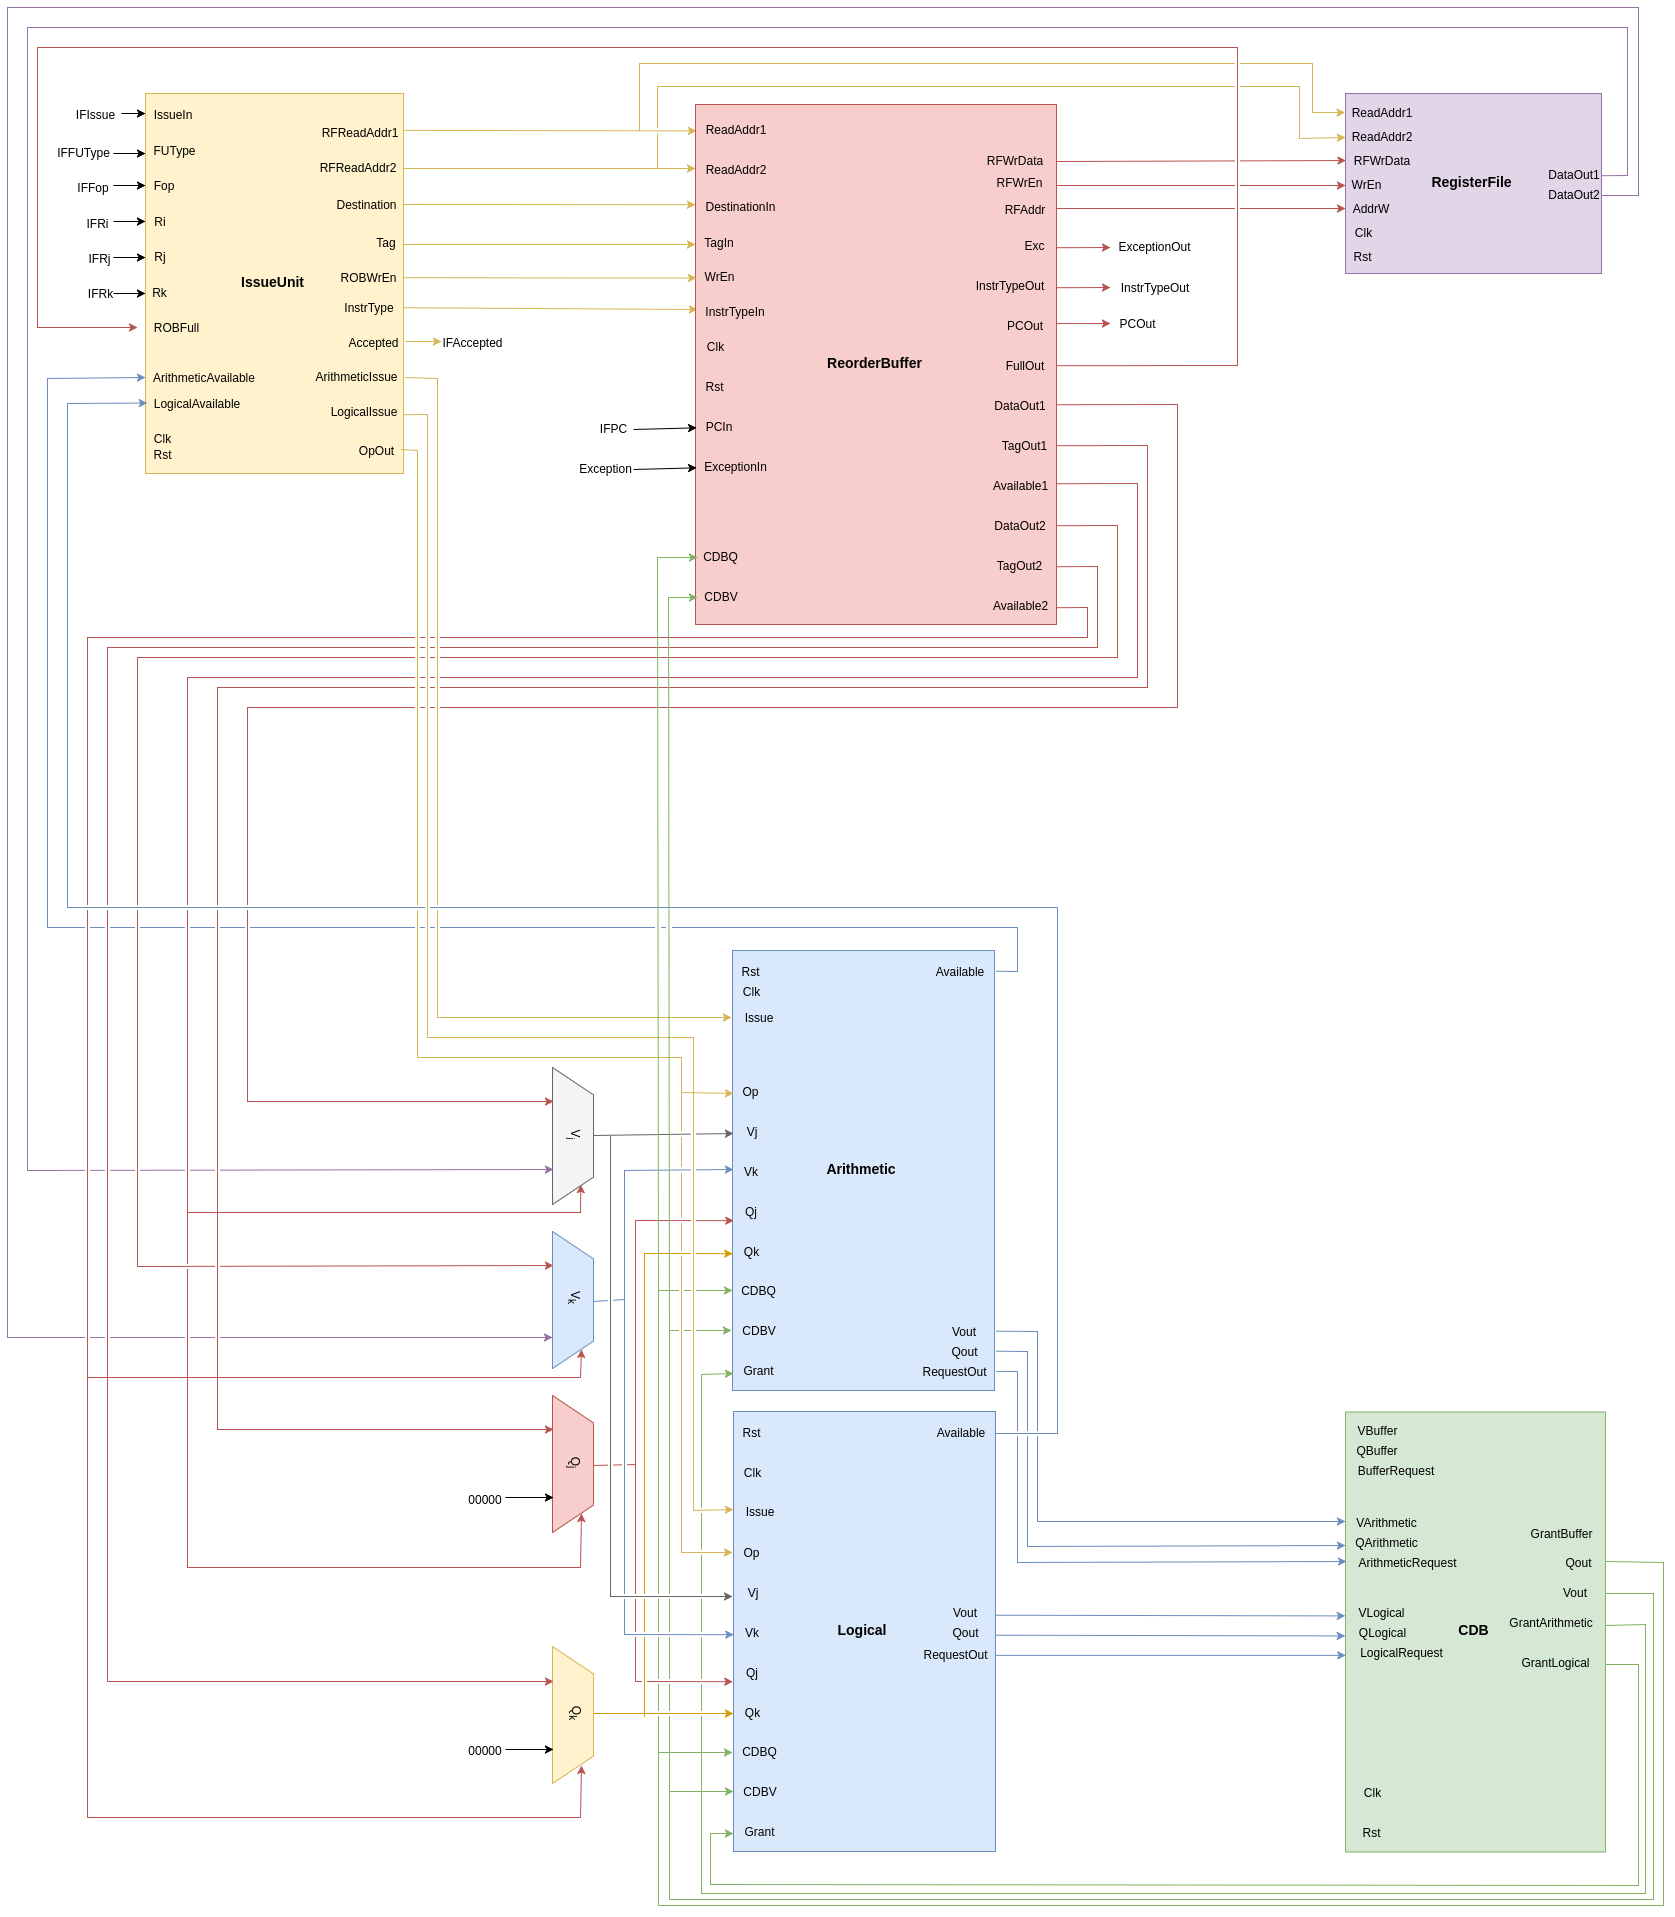 IFIssue
IFFUType
IFFop
IFRi
IFRj
IFRk
IssueIn
FUType
Fop
Ri
Rj
Rk
ROBFull
ArithmeticAvailable
LogicalAvailable
Clk
Rst
IssueUnit
RFReadAddr1
RFReadAddr2
Destination
Tag
ROBWrEn
InstrType
Accepted
ArithmeticIssue
LogicalIssue
OpOut
IFAccepted
IFPC
Exception
ReadAddr1
ReadAddr2
DestinationIn
TagIn
WrEn
InstrTypeIn
Clk
Rst
PCIn
ExceptionIn
CDBQ
CDBV
ReorderBuffer
RFWrData
RFWrEn
RFAddr
Exc
InstrTypeOut
PCOut
FullOut
DataOut1
TagOut1
Available1
DataOut2
TagOut2
Available2
ExceptionOut
InstrTypeOut
PCOut
ReadAddr1
ReadAddr2
RFWrData
WrEn
AddrW
Clk
Rst
RegisterFile
DataOut1
DataOut2
Vj
Vk
Qj
00000
Qk
00000
Rst
Clk
Issue
Op
Vj
Vk
Qj
Qk
CDBQ
CDBV
Grant
Arithmetic
Available
Vout
Qout
RequestOut
Rst
Clk
Issue
Op
Vj
Vk
Qj
Qk
CDBQ
CDBV
Grant
Logical
Available
Vout
Qout
RequestOut
VBuffer
QBuffer
BufferRequest
VArithmetic
QArithmetic
ArithmeticRequest
VLogical
QLogical
LogicalRequest
Clk
Rst
CDB
GrantBuffer
Qout
Vout
GrantArithmetic
GrantLogical